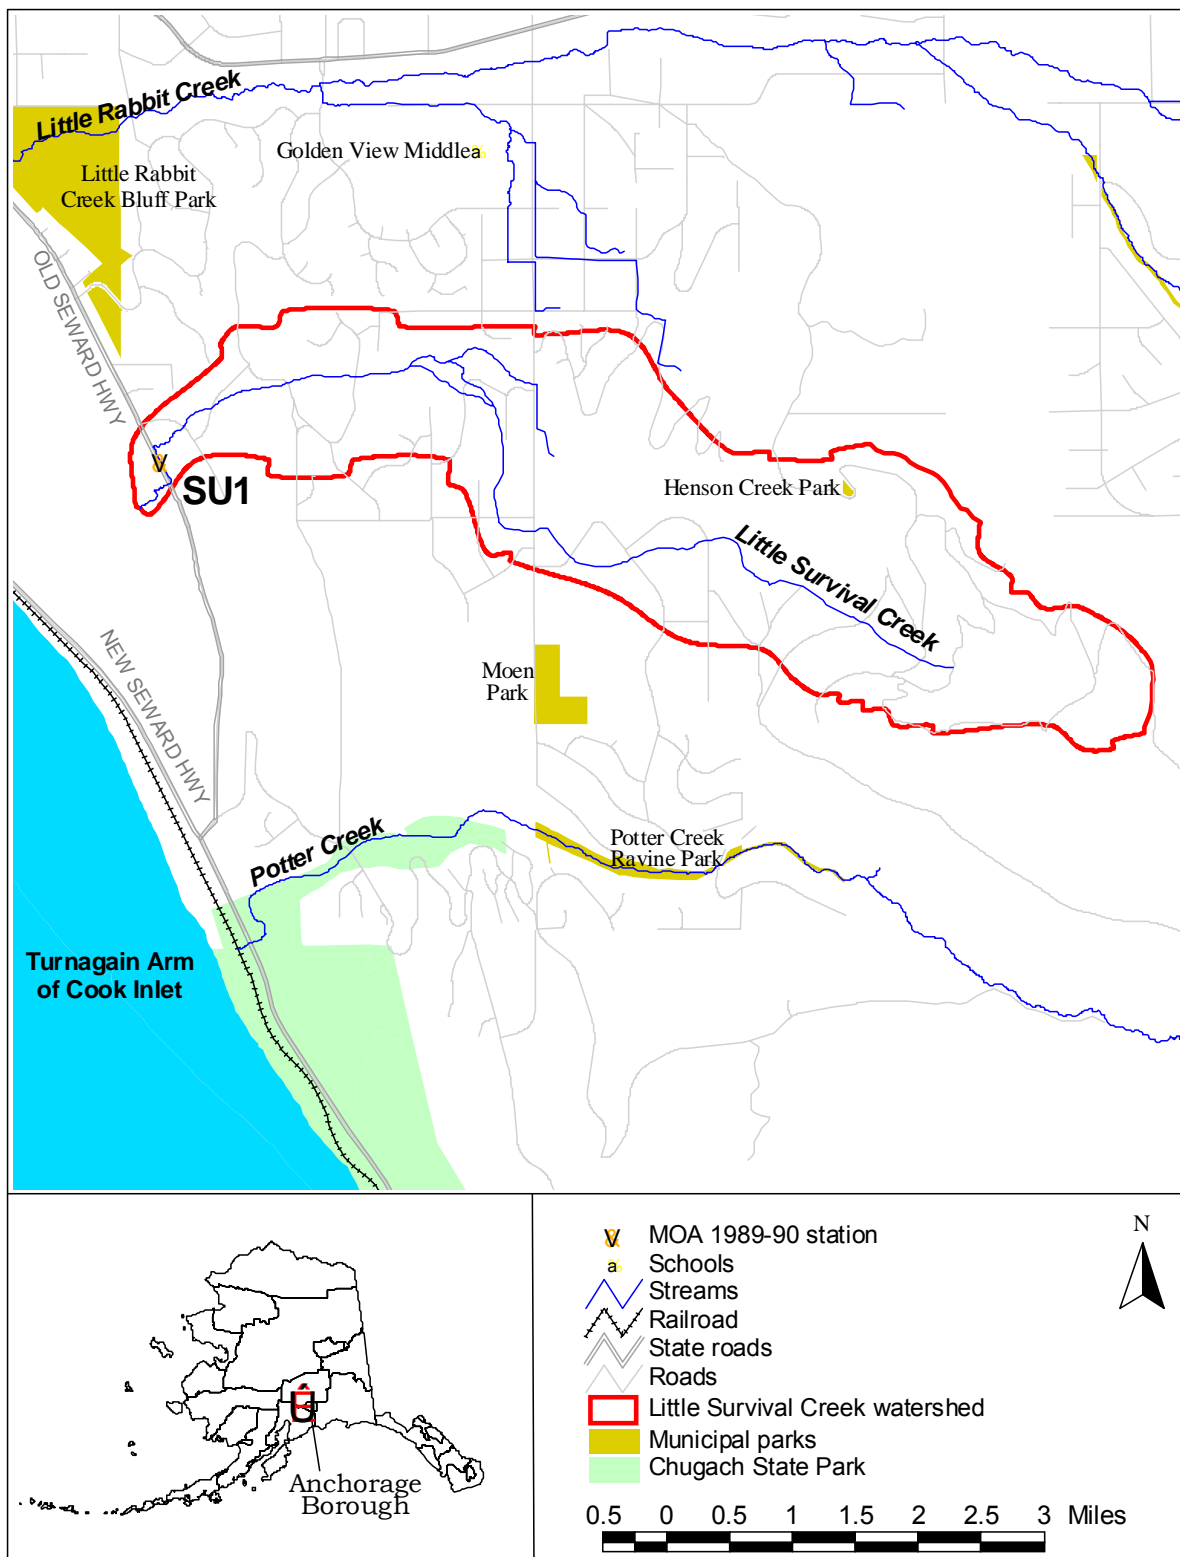 Little Rabbit Creek
Golden View Middle
a
Little Rabbit
Creek Bluff Park
OLD SEWARD HWY
V
SU1
Henson Creek Park
Little Survival Creek
NEW SEWARD HWY
Moen
Park
Potter Creek
Potter Creek
Ravine Park
Turnagain Arm
of Cook Inlet
Anchorage
Borough
N
V MOA 1989-90 station
a Schools
Streams
Railroad
State roads
Roads
Little Survival Creek watershed
Municipal parks
Chugach State Park
0.5 0 0.5 1 1.5 2 2.5 3 Miles